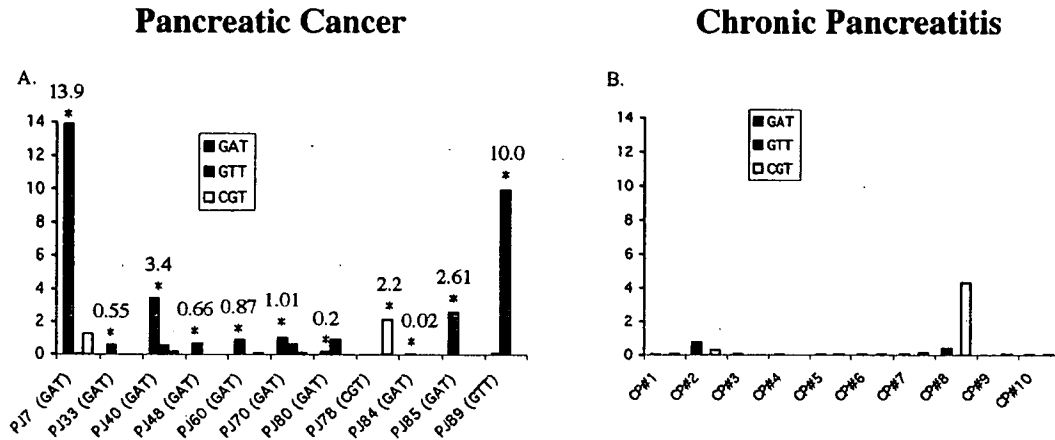 Pancreatic Cancer
Chronic Pancreatitis
A.
13.9
14
12
10
8
6
4
2
0
GAT
GTT
CGT
0.55
3.4
0.66
0.87
1.01
0.2
2.2
0.02
2.61
10.0
*
*
*
*
*
*
*
*
*
*
*
PJ7 (GAT)
PJ33 (GAT)
PJ40 (GAT)
PJ48 (GAT)
PJ60 (GAT)
PJ70 (GAT)
PJ80 (GAT)
PJ78 (CGT)
PJ84 (GAT)
PJ85 (GAT)
PJ89 (GTT)
B.
14
12
10
8
6
4
2
0
GAT
GTT
CGT
CP#1
CP#2
CP#3
CP#4
CP#5
CP#6
CP#7
CP#8
CP#9
CP#10